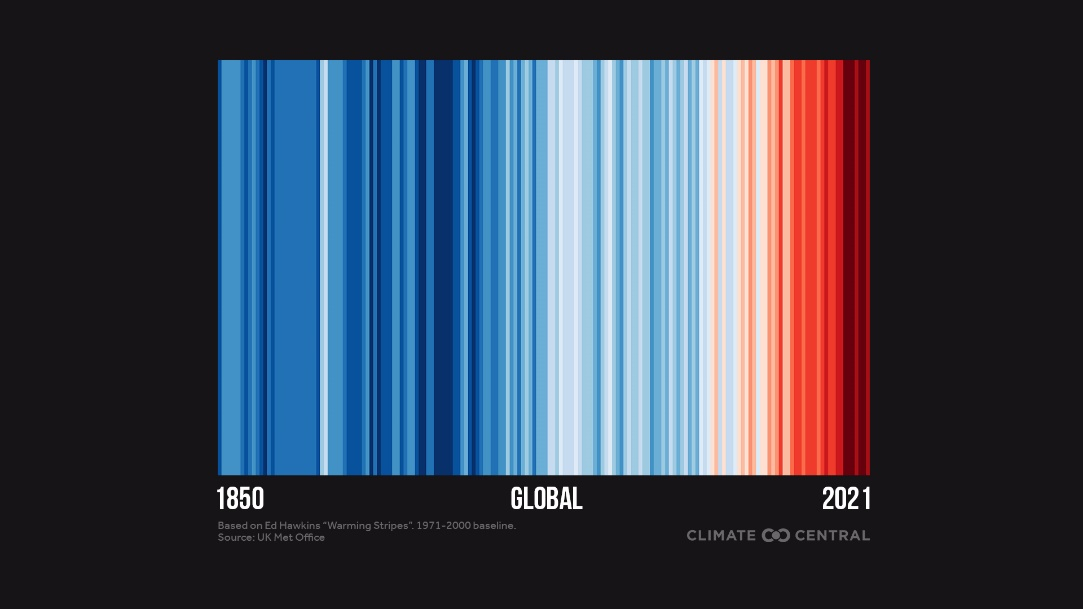 1850 GLOBAL 2021
Based on Ed Hawkins "Warming Stripes". 1971-2000 baseline.
Source: UK Met Office
CLIMATE CENTRAL